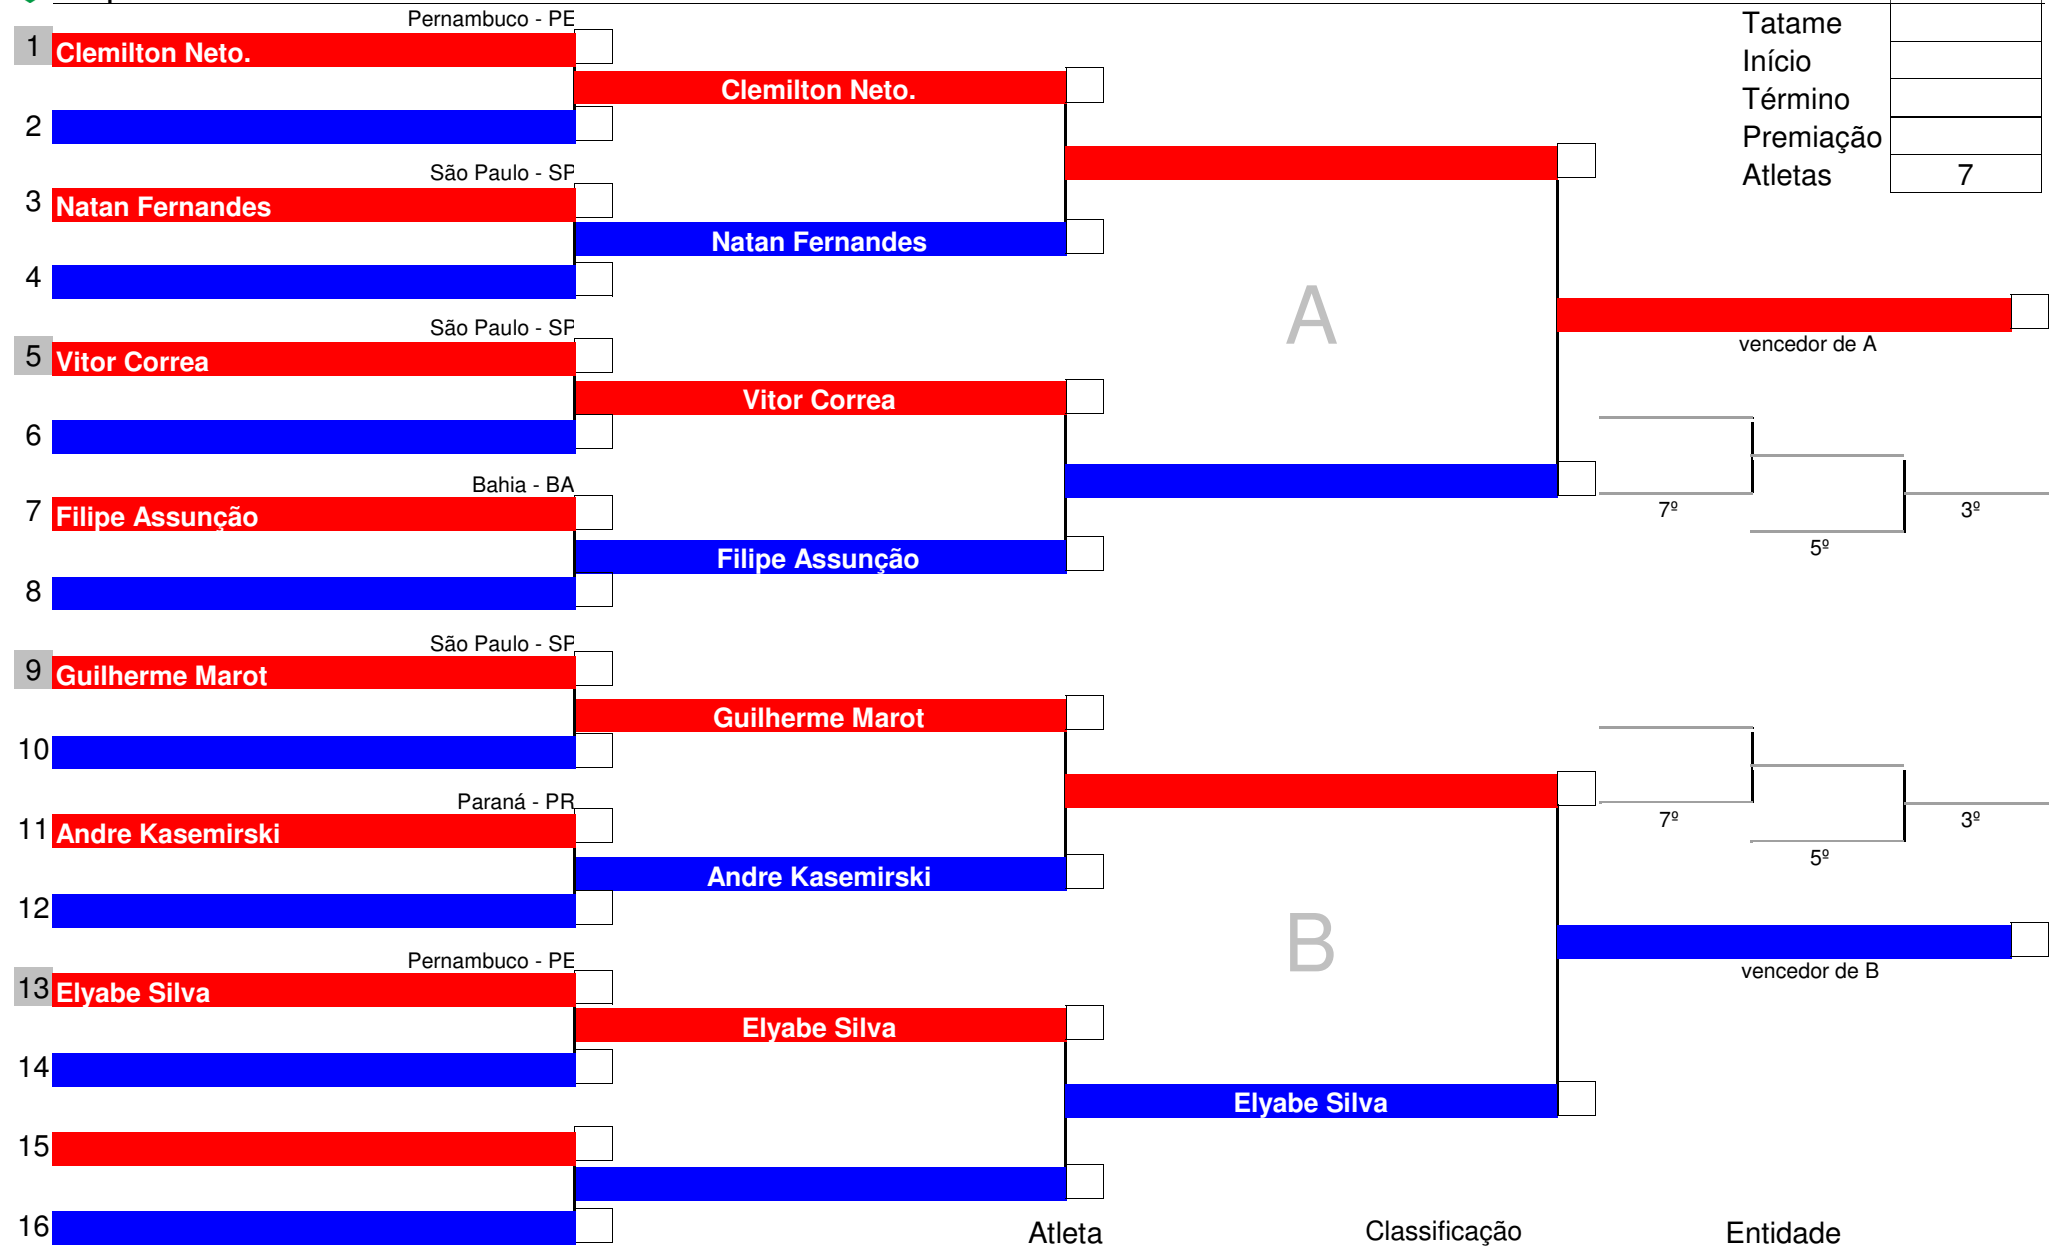 Pernambuco - PE
1 Clemilton Neto.
Clemilton Neto.
2
São Paulo - SP
3 Natan Fernandes
Natan Fernandes
4
São Paulo - SP
5 Vitor Correa
Vitor Correa
6
Bahia - BA
7 Filipe Assunção
Filipe Assunção
8
São Paulo - SP
9 Guilherme Marot
Guilherme Marot
10
Paraná - PR
11 Andre Kasemirski
Andre Kasemirski
12
Pernambuco - PE
13 Elyabe Silva
Elyabe Silva
14
Elyabe Silva
15
16
A
B
Tatame
Início
Término
Premiação
Atletas 7
vencedor de A
7º 3º
5º
7º 3º
5º
vencedor de B
Atleta Classificação Entidade